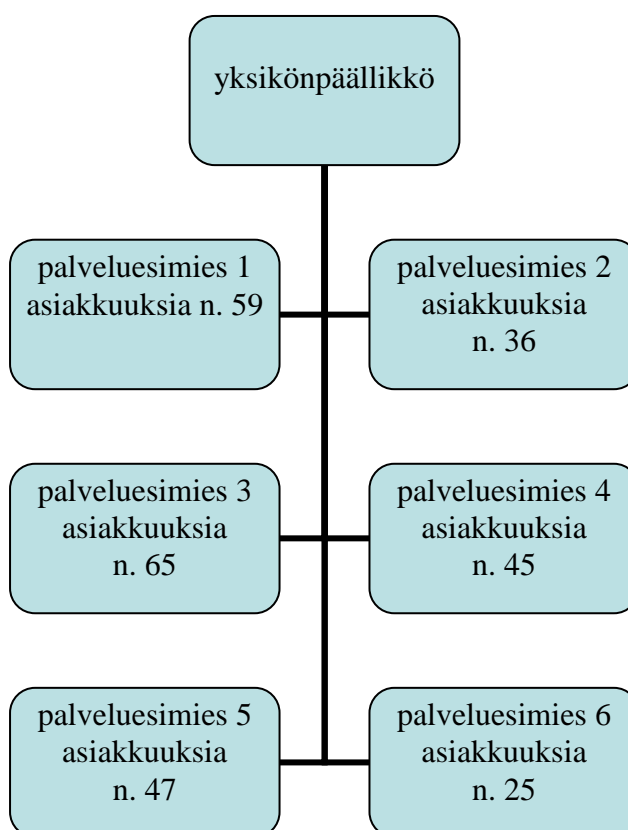 yksikönpäällikkö
palveluesimies 1
asiakkuuksia n. 59
palveluesimies 2
asiakkuuksia
n. 36
palveluesimies 3
asiakkuuksia
n. 65
palveluesimies 4
asiakkuuksia
n. 45
palveluesimies 5
asiakkuuksia
n. 47
palveluesimies 6
asiakkuuksia
n. 25